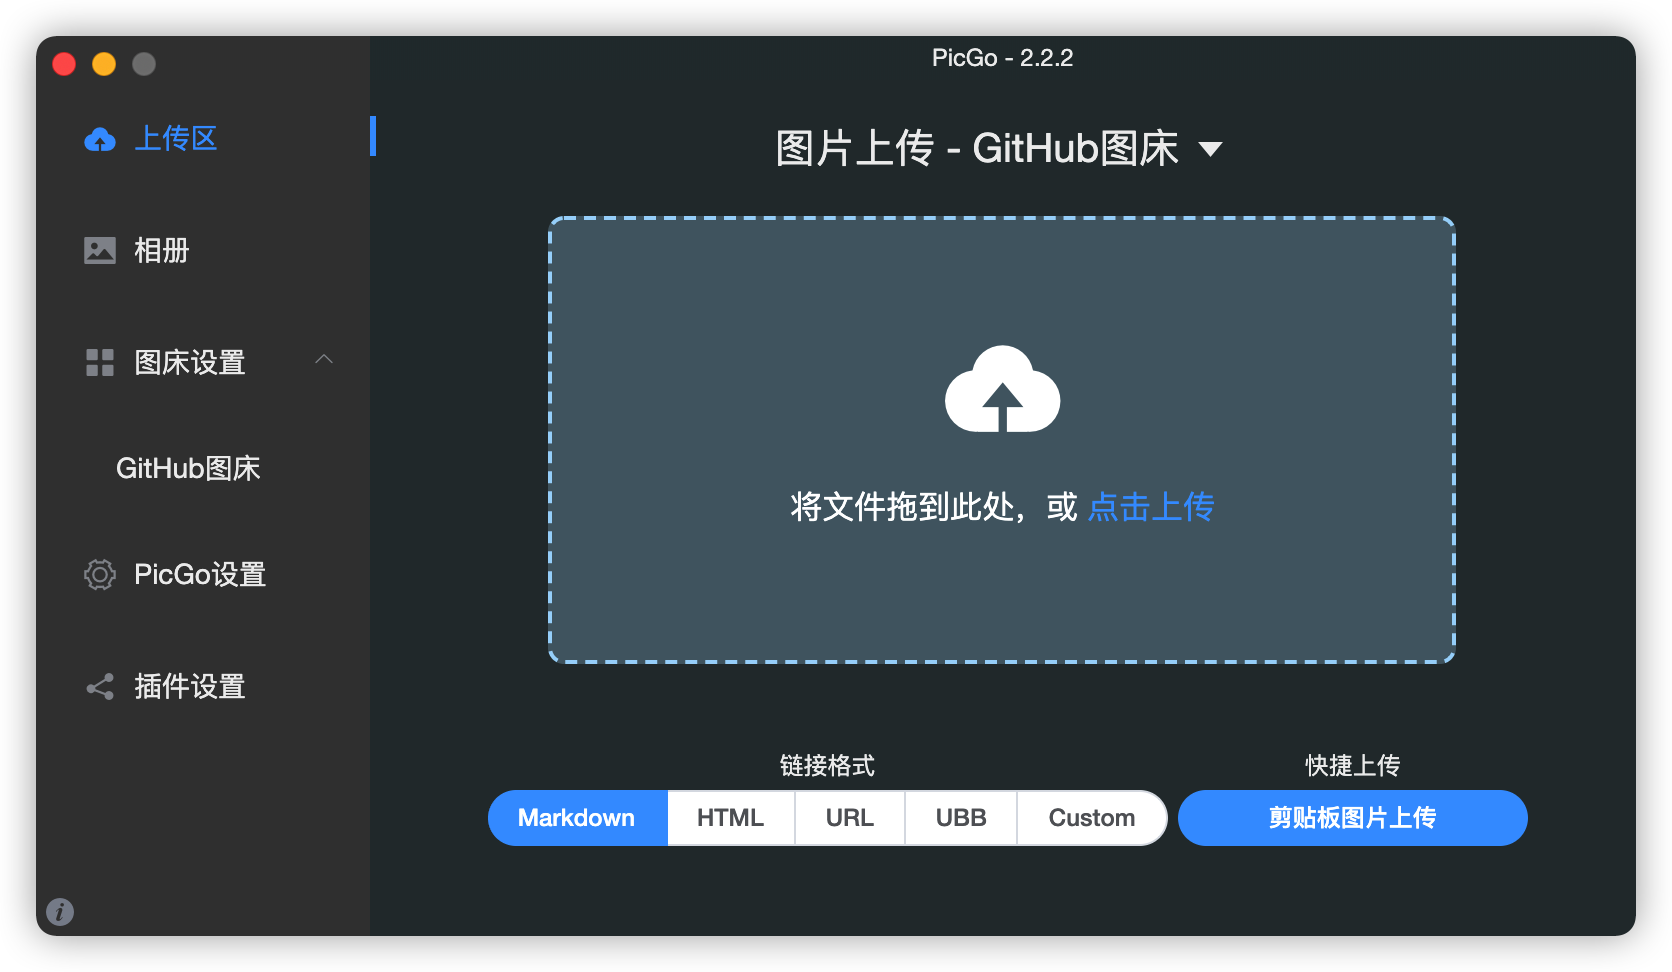 PicGo - 2.2.2
上传区
相册
图床设置
GitHub图床
PicGo设置
插件设置
图片上传 - GitHub图床
将文件拖到此处，或 点击上传
链接格式
Markdown HTML URL UBB Custom
快捷上传
剪贴板图片上传
i